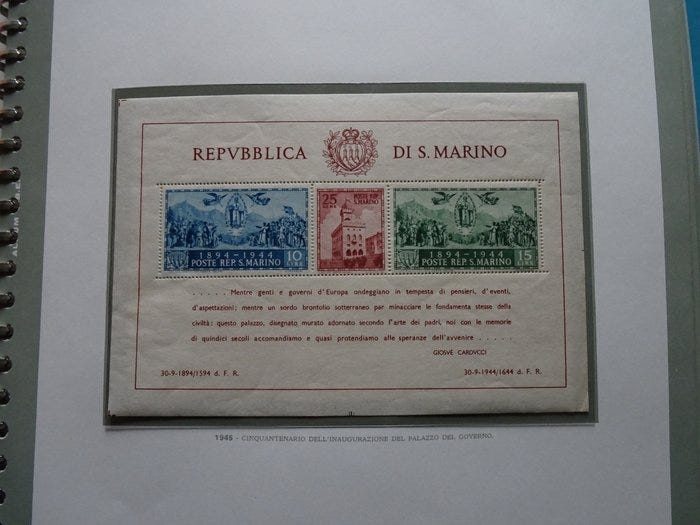 REPVBBLICA DI S. MARINO
1894-1944
10
LIRE
POSTE REP. S. MARINO
25
LIRE
POSTE REP.
S. MARINO
1894-1944
15
LIRE
POSTE REP. S. MARINO
. . . . . Mentre genti e governi d'Europa ondeggiano in tempesta di pensieri, d'eventi,
d'aspettazioni: mentre un sordo brontolio sotterraneo par minacciare le fondamenta stesse della
civiltà: questo palazzo, disegnato murato adornato secondo l'arte dei padri, noi con le memorie
di quindici secoli accomandiamo e quasi protendiamo alle speranze dell'avvenire . . . . .
GIOSVÈ CARDVCCI
30-9-1894/1594 d. F. R.
30-9-1944/1644 d. F. R.
1945 - CINQUANTENARIO DELL'INAUGURAZIONE DEL PALAZZO DEL GOVERNO.